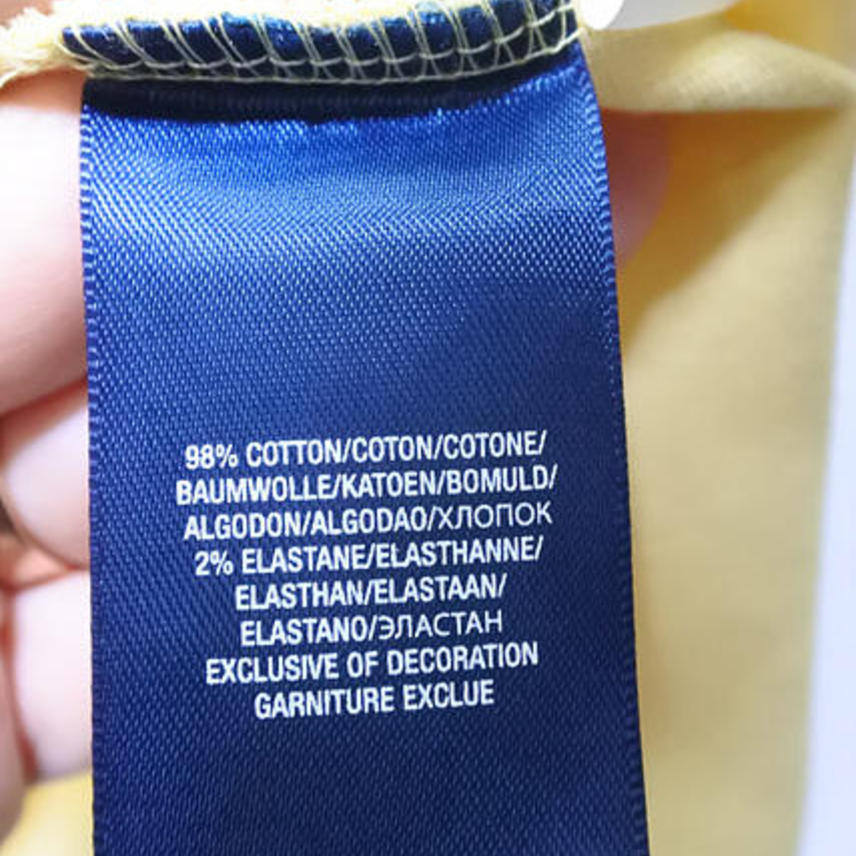 98% COTTON/COTON/COTONE/
BAUMWOLLE/KATOEN/BOMULD/
ALGODON/ALGODAO/ХЛОПОК
2% ELASTANE/ELASTHANNE/
ELASTHAN/ELASTAAN/
ELASTANO/ЭЛАСТАН
EXCLUSIVE OF DECORATION
GARNITURE EXCLUE